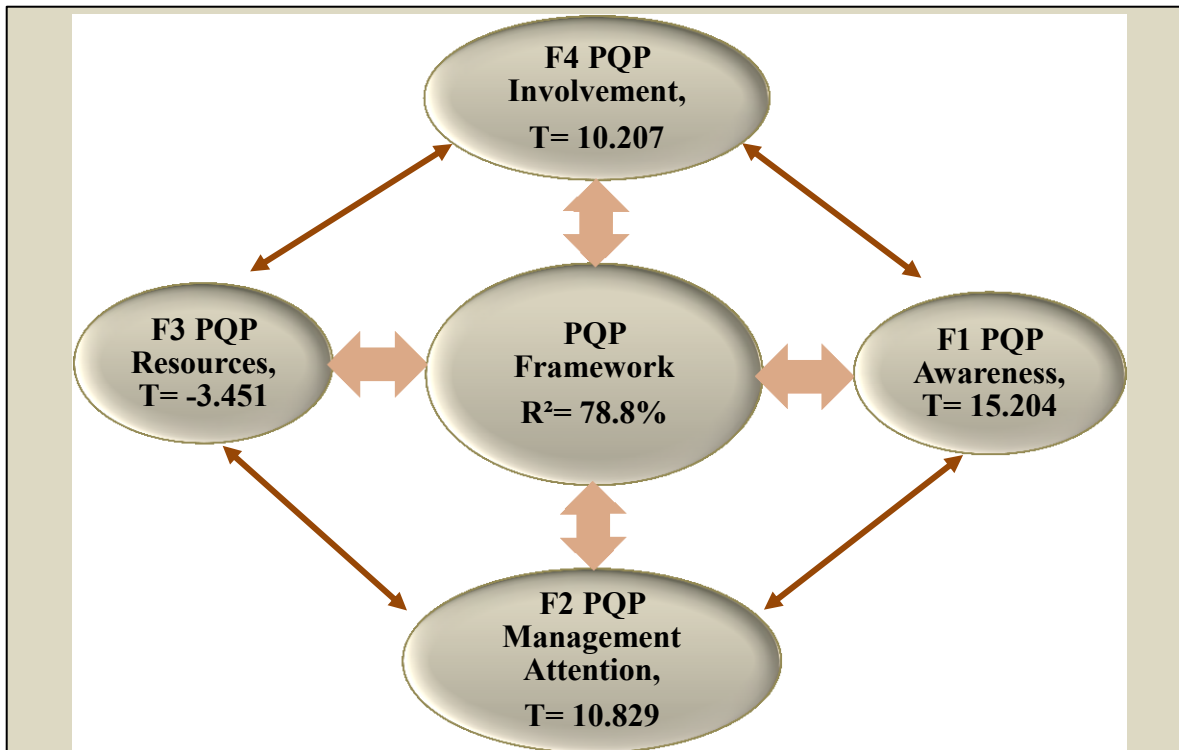 F4 PQP
Involvement,
T= 10.207
F3 PQP
Resources,
T= -3.451
PQP
Framework
R²= 78.8%
F1 PQP
Awareness,
T= 15.204
F2 PQP
Management
Attention,
T= 10.829